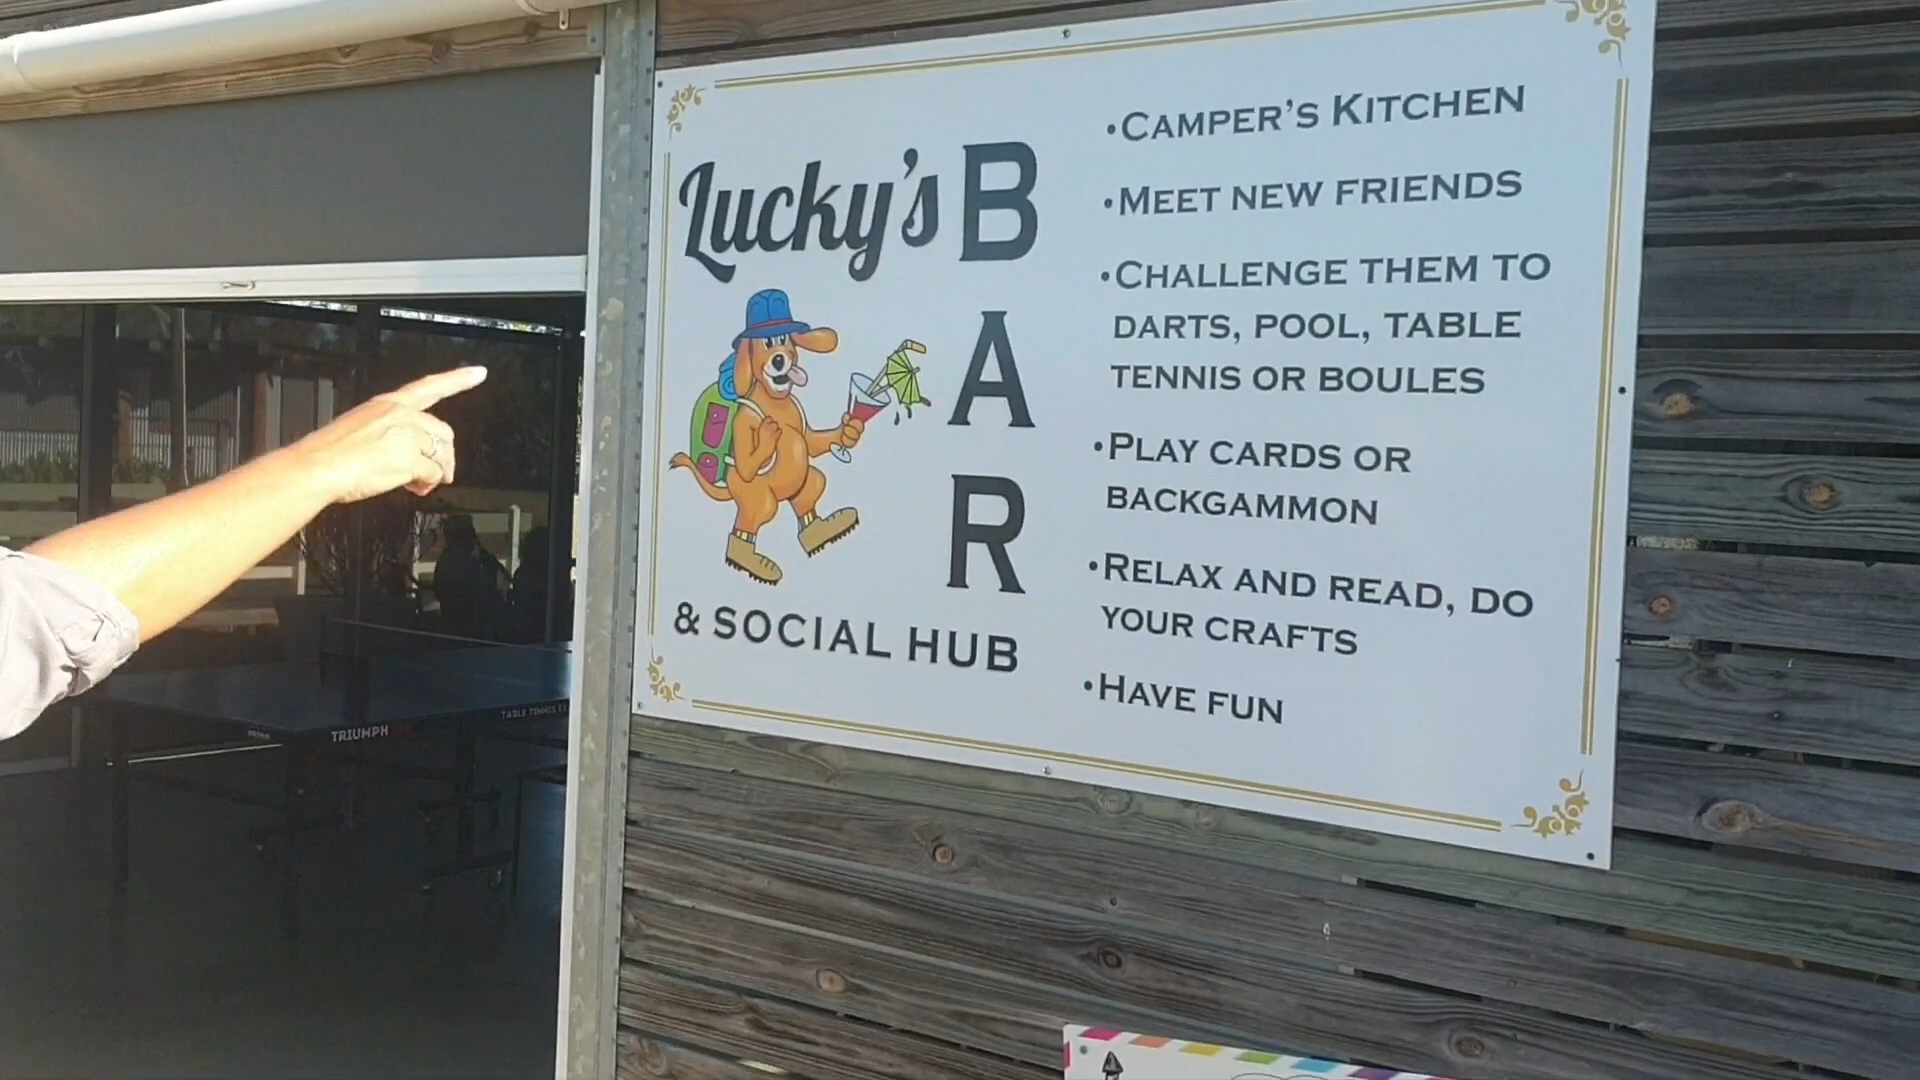 Lucky's BAR
& SOCIAL HUB
•CAMPER'S KITCHEN
•MEET NEW FRIENDS
•CHALLENGE THEM TO
DARTS, POOL, TABLE
TENNIS OR BOULES
•PLAY CARDS OR
BACKGAMMON
•RELAX AND READ, DO
YOUR CRAFTS
•HAVE FUN
TRIUMPH
TABLE TENNIS